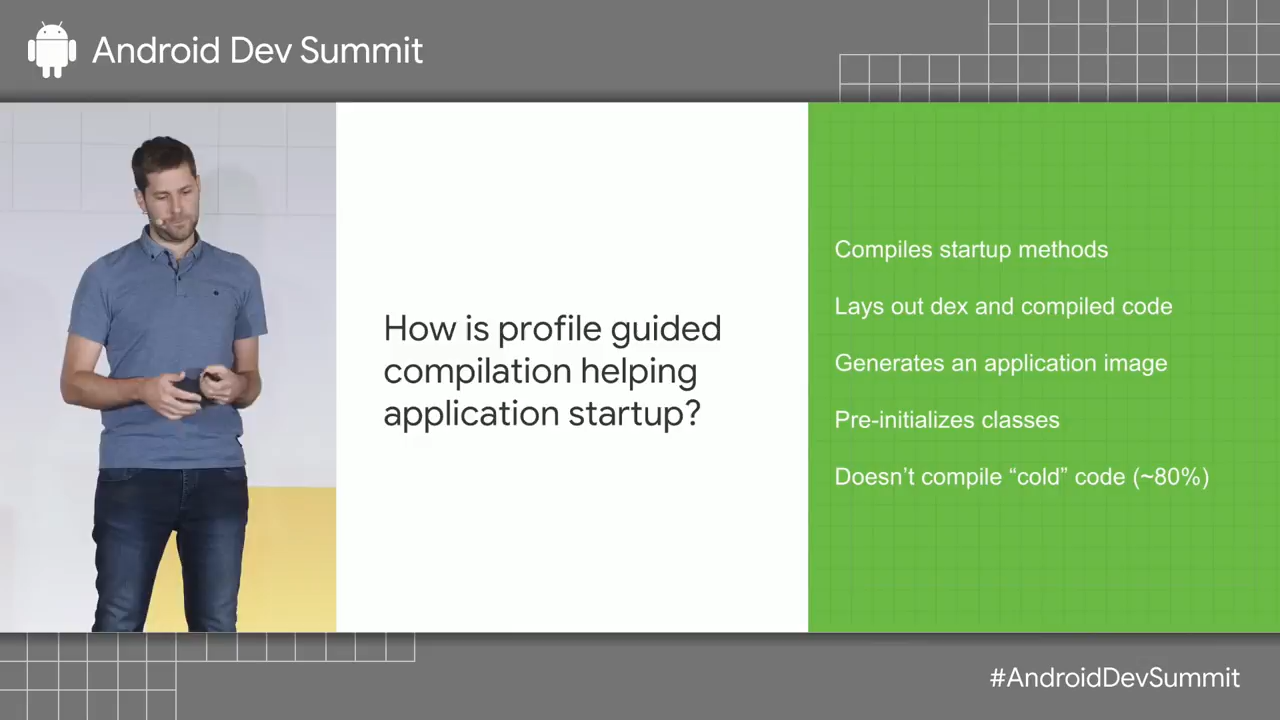 Android Dev Summit
How is profile guided
compilation helping
application startup?
Compiles startup methods
Lays out dex and compiled code
Generates an application image
Pre-initializes classes
Doesn’t compile “cold” code (~80%)
#AndroidDevSummit